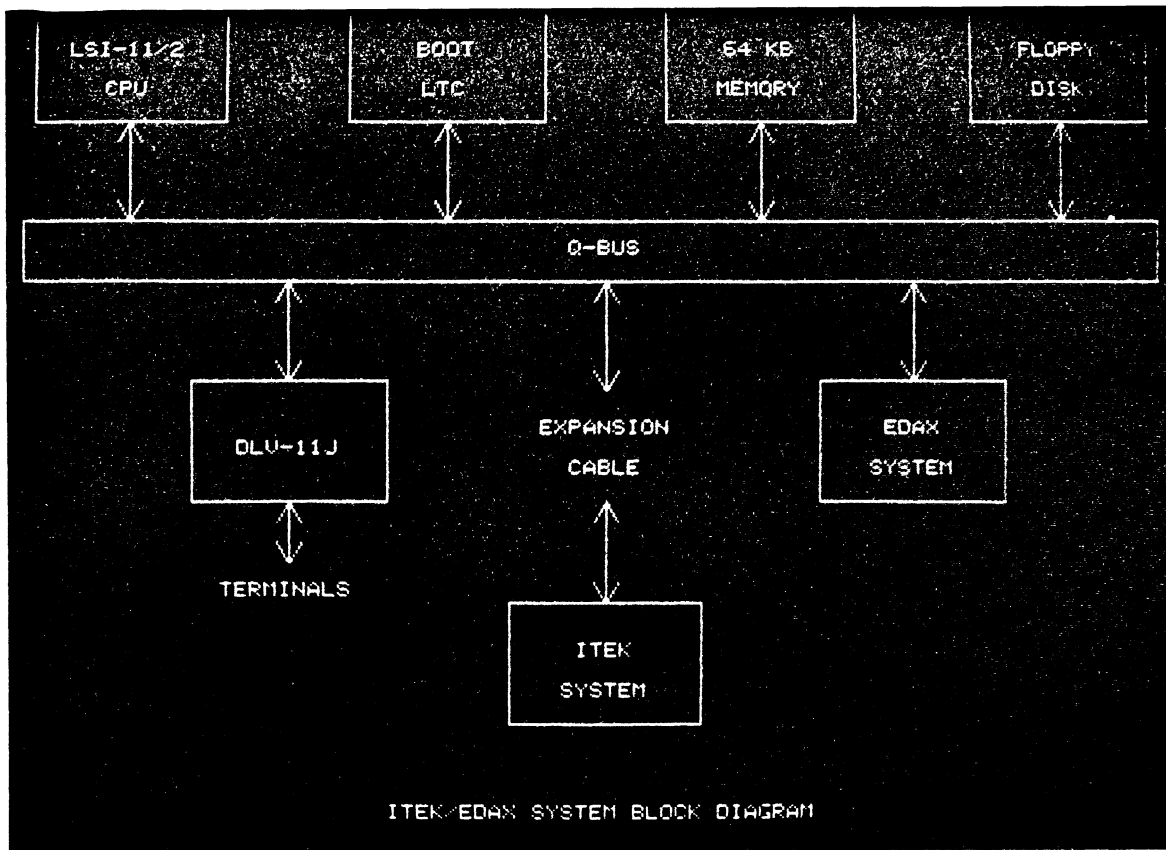 LSI-11/2
CPU
BOOT
LTC
64 KB
MEMORY
FLOPPY
DISK
Q-BUS
DLV-11J
EXPANSION
CABLE
EDAX
SYSTEM
TERMINALS
ITEK
SYSTEM
ITEK/EDAX SYSTEM BLOCK DIAGRAM